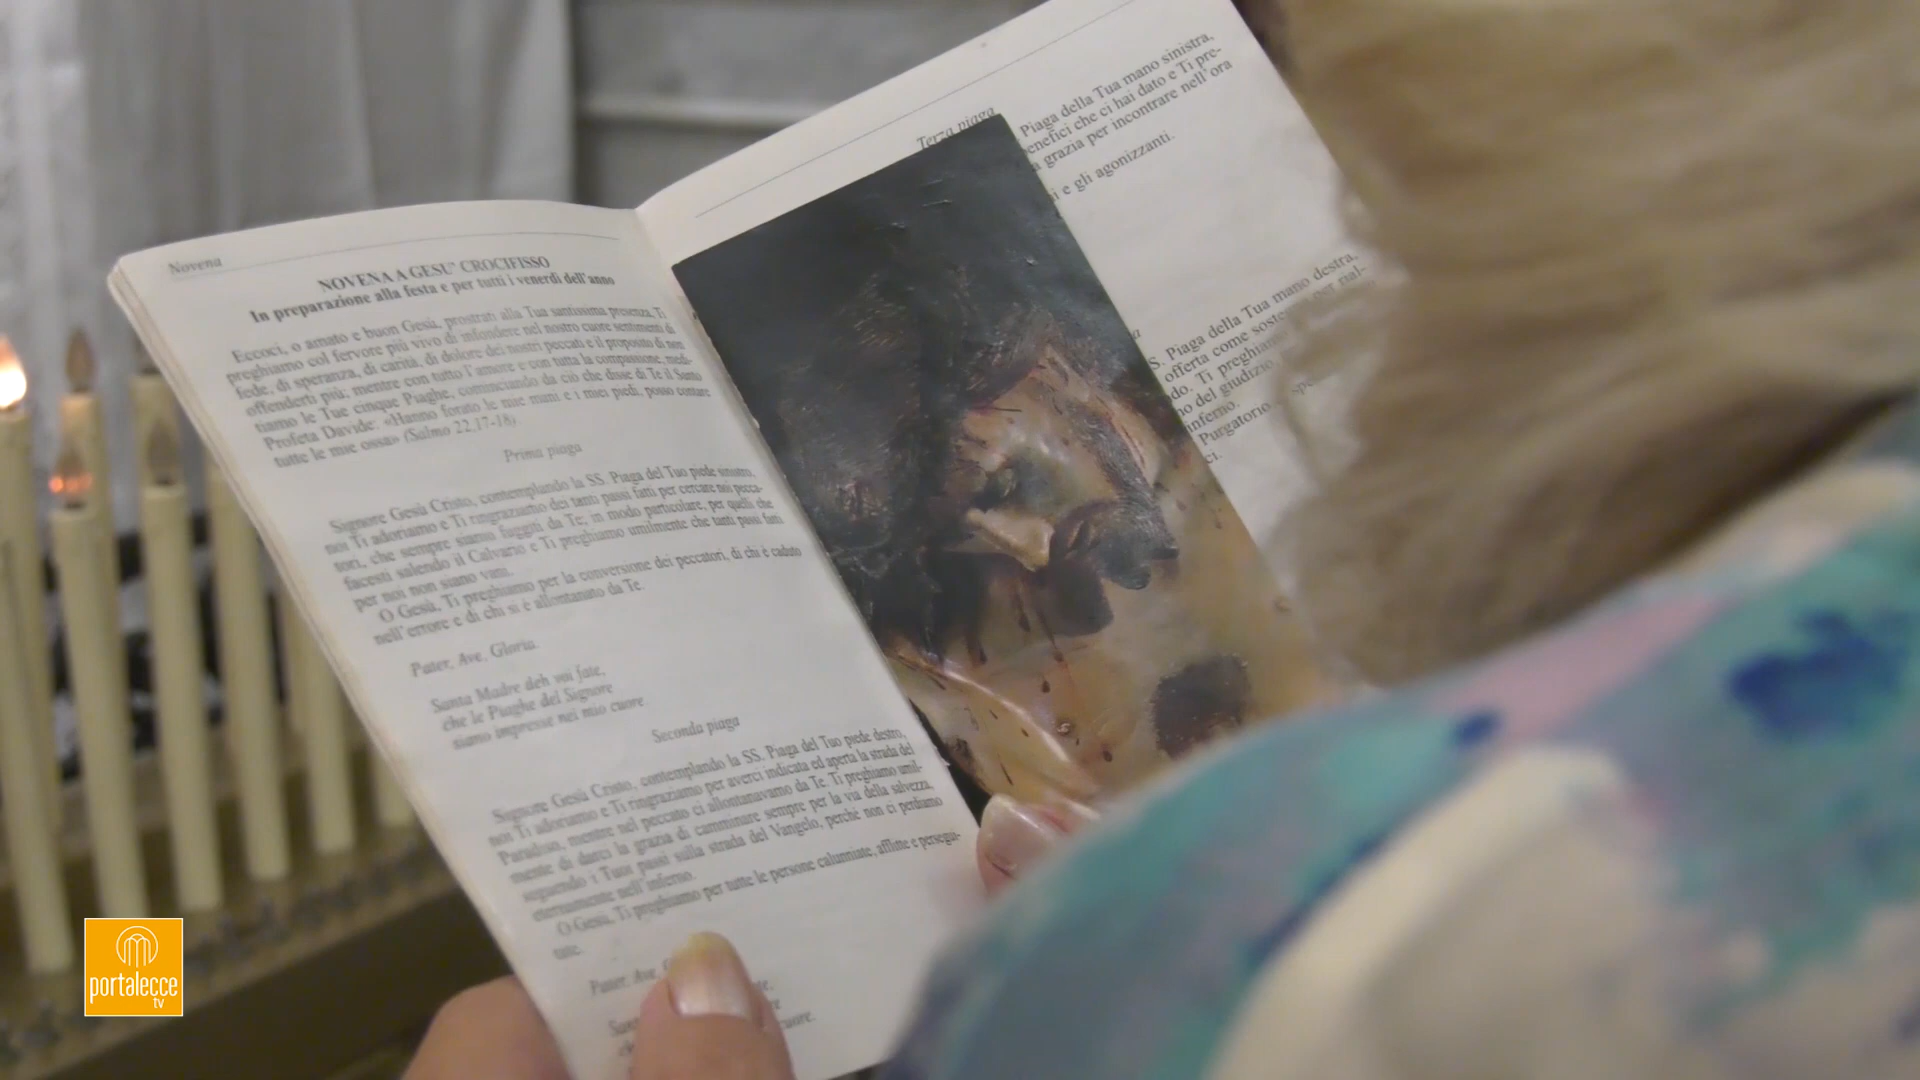 Novena
NOVENA A GESU' CROCIFISSO
In preparazione alla festa e per tutti i venerdì dell'anno
Eccoci, o amato e buon Gesù, prostrati alla Tua santissima presenza, Ti
preghiamo col fervore più vivo di infondere nel nostro cuore sentimenti di
fede, di speranza, di carità, di dolore dei nostri peccati e il proposito di non
offenderti più; mentre con tutto l'amore e con tutta la compassione, medi-
tiamo le Tue cinque Piaghe, cominciando da ciò che disse di Te il Santo
Profeta Davide: «Hanno forato le mie mani e i miei piedi, posso contare
tutte le mie ossa» (Salmo 22,17-18).
Prima piaga
Signore Gesù Cristo, contemplando la SS. Piaga del Tuo piede sinistro,
noi Ti adoriamo e Ti ringraziamo dei tanti passi fatti per cercare noi pecca-
tori, che sempre siamo fuggiti da Te; in modo particolare, per quelli che
facesti salendo il Calvario e Ti preghiamo umilmente che tanti passi fatti
per noi non siano vani.
O Gesù, Ti preghiamo per la conversione dei peccatori, di chi è caduto
nell'errore e di chi si è allontanato da Te.
Pater, Ave, Gloria.
Santa Madre deh voi fate,
che le Piaghe del Signore
siano impresse nel mio cuore
Seconda piaga
Signore Gesù Cristo, contemplando la SS. Piaga del Tuo piede destro,
noi Ti adoriamo e Ti ringraziamo per averci indicata ed aperta la strada del
Paradiso, mentre nel peccato ci allontanavamo da Te. Ti preghiamo umil-
mente di darci la grazia di camminare sempre per la via della salvezza,
seguendo i Tuoi passi sulla strada del Vangelo, perchè non ci perdiamo
eternamente nell'inferno.
O Gesù, Ti preghiamo per tutte le persone calunniate, afflitte e persegui-
tate.
Pater, Ave,
Terza piaga
Piaga della Tua mano sinistra,
benefici che ci hai dato e Ti pre-
grazia per incontrare nell'ora
e gli agonizzanti.
S. Piaga della Tua mano destra,
offerta come
do. Ti preghiamo
del giudizio
inferno.
Purgatorio
portalecce
tv